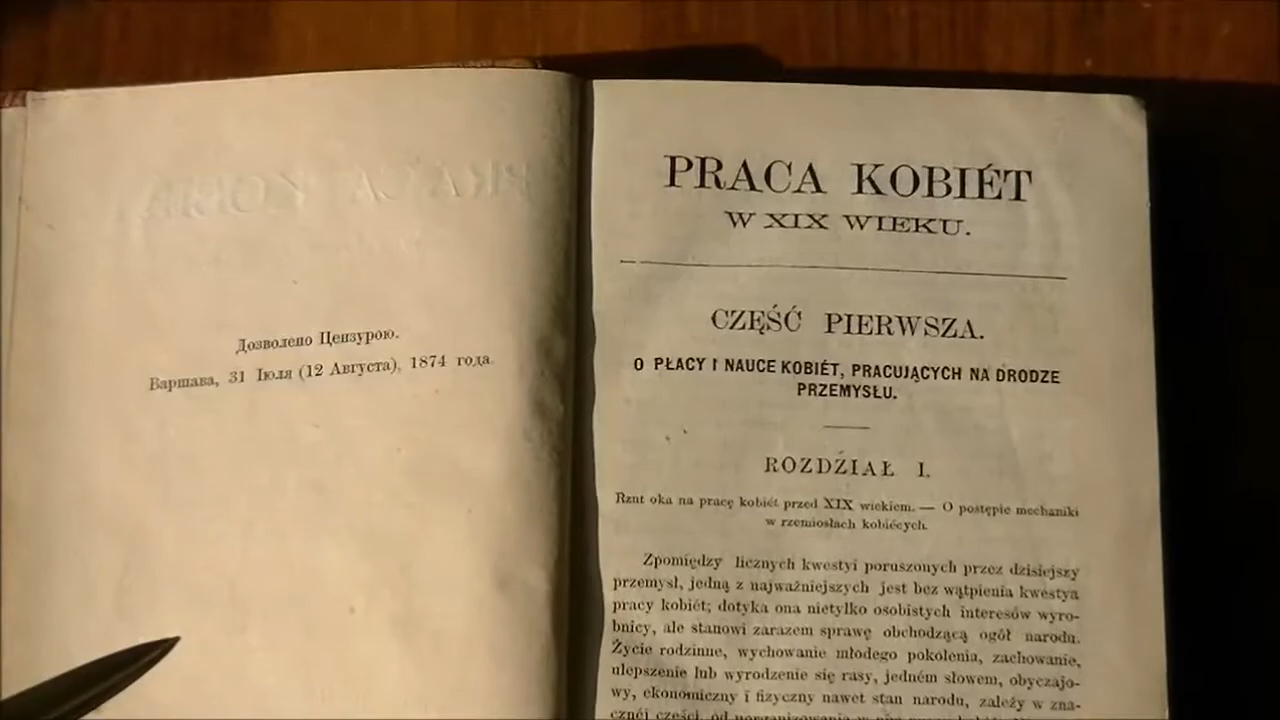 Дозволено Цензурою.
Варшава, 31 Іюля (12 Августа), 1874 года.
PRACA KOBIÉT
W XIX WIEKU.
CZĘŚĆ PIERWSZA.
O PŁACY I NAUCE KOBIÉT, PRACUJĄCYCH NA DRODZE
PRZEMYSŁU.
ROZDZIAŁ I.
Rzut oka na pracę kobiét przed XIX wiekiem. — O postępie mechaniki
w rzemiosłach kobiécych.
Zpomiędzy licznych kwestyi poruszonych przez dzisiejszy
przemysł, jedną z najważniejszych jest bez wątpienia kwestya
pracy kobiét; dotyka ona nietylko osobistych interesów wyro-
bnicy, ale stanowi zarazem sprawę obchodzącą ogół narodu.
Życie rodzinne, wychowanie młodego pokolenia, zachowanie,
ulepszenie lub wyrodzenie się rasy, jedném słowem, obyczajo-
wy, ekonomiczny i fizyczny nawet stan narodu, zależy w zna-
cznéj części, od